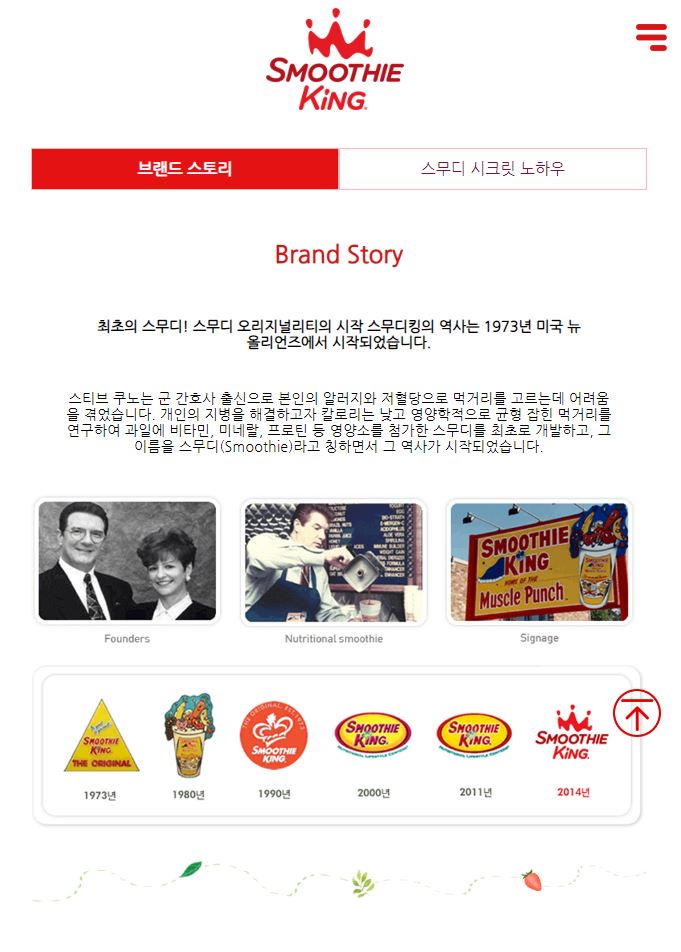 SMOOTHIE
KING
브랜드 스토리
스무디 시크릿 노하우
Brand Story
최초의 스무디! 스무디 오리지널리티의 시작 스무디킹의 역사는 1973년 미국 뉴
올리언즈에서 시작되었습니다.
스티브 쿠노는 군 간호사 출신으로 본인의 알러지와 저혈당으로 먹거리를 고르는데 어려움
을 겪었습니다. 개인의 지병을 해결하고자 칼로리는 낮고 영양학적으로 균형 잡힌 먹거리를
연구하여 과일에 비타민, 미네랄, 프로틴 등 영양소를 첨가한 스무디를 최초로 개발하고, 그
이름을 스무디(Smoothie)라고 칭하면서 그 역사가 시작되었습니다.
SMOOTHIE
KING
HOME OF THE
Muscle Punch.
Founders
Nutritional smoothie
Signage
SMOOTHIE
KING
THE ORIGINAL
THE ORIGINAL, EST. 1973
SMOOTHIE
KING
SMOOTHIE
KING
NUTRITIONAL LIFESTYLE CENTERS
SMOOTHIE
KING
NUTRITIONAL LIFESTYLE CENTERS
SMOOTHIE
KING
1973년
1980년
1990년
2000년
2011년
2014년